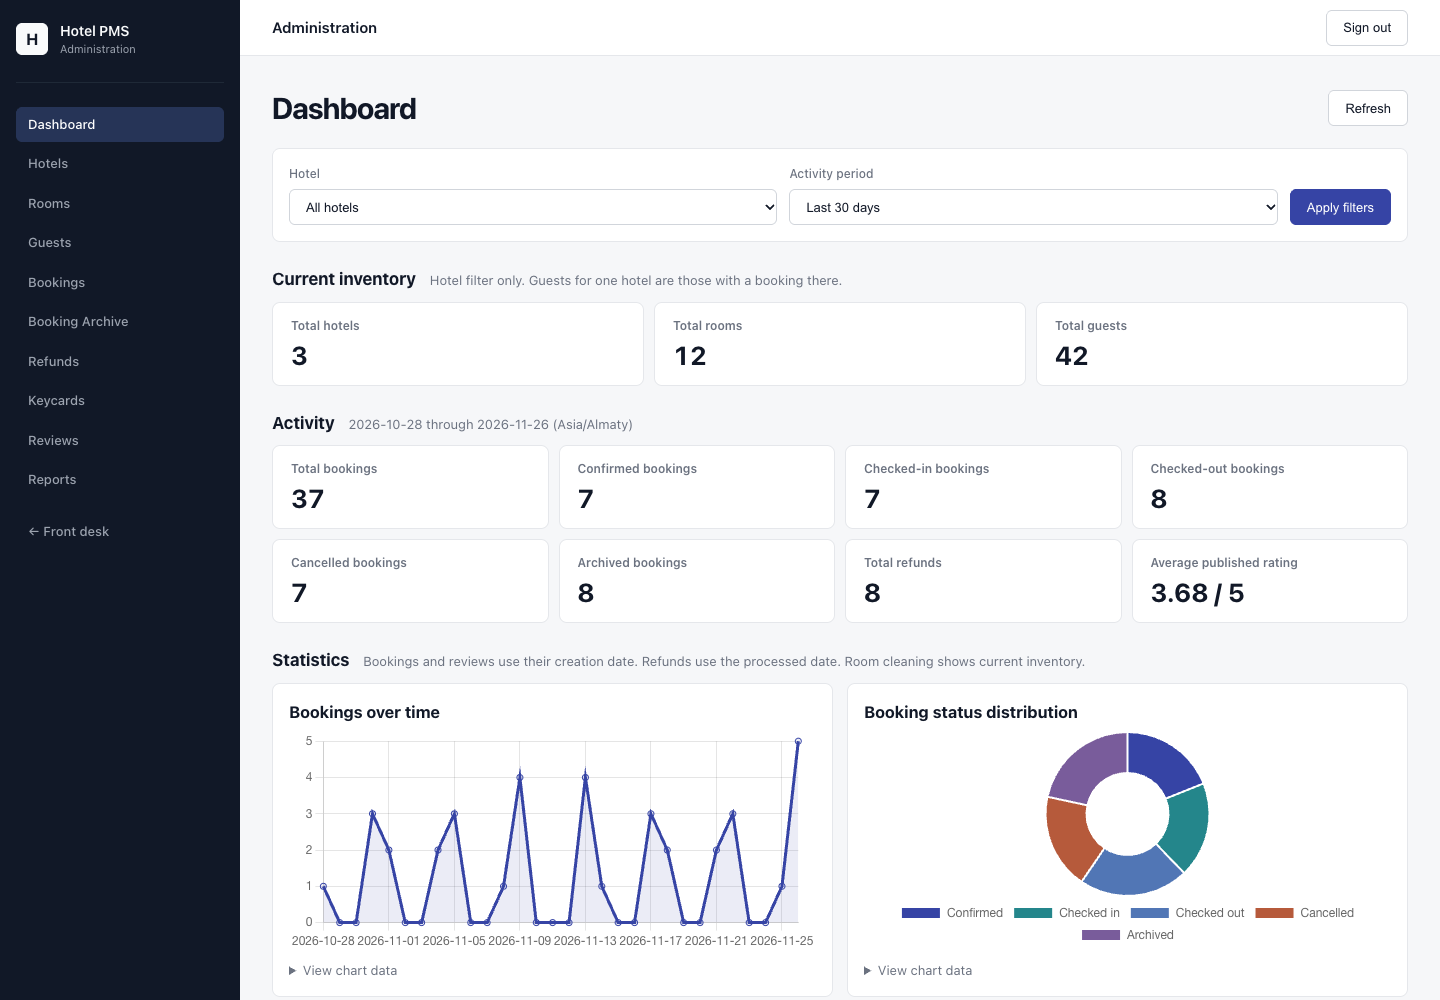 H
Hotel PMS
Administration
Dashboard
Hotels
Rooms
Guests
Bookings
Booking Archive
Refunds
Keycards
Reviews
Reports
← Front desk
Administration
Sign out
Dashboard
Refresh
Hotel
Activity period
All hotels
Last 30 days
Apply filters
Current inventory Hotel filter only. Guests for one hotel are those with a booking there.
Total hotels
3
Total rooms
12
Total guests
42
Activity 2026-10-28 through 2026-11-26 (Asia/Almaty)
Total bookings
37
Confirmed bookings
7
Checked-in bookings
7
Checked-out bookings
8
Cancelled bookings
7
Archived bookings
8
Total refunds
8
Average published rating
3.68 / 5
Statistics Bookings and reviews use their creation date. Refunds use the processed date. Room cleaning shows current inventory.
Bookings over time
5
4
3
2
1
0
2026-10-28 2026-11-01 2026-11-05 2026-11-09 2026-11-13 2026-11-17 2026-11-21 2026-11-25
View chart data
Booking status distribution
Confirmed Checked in Checked out Cancelled
Archived
View chart data